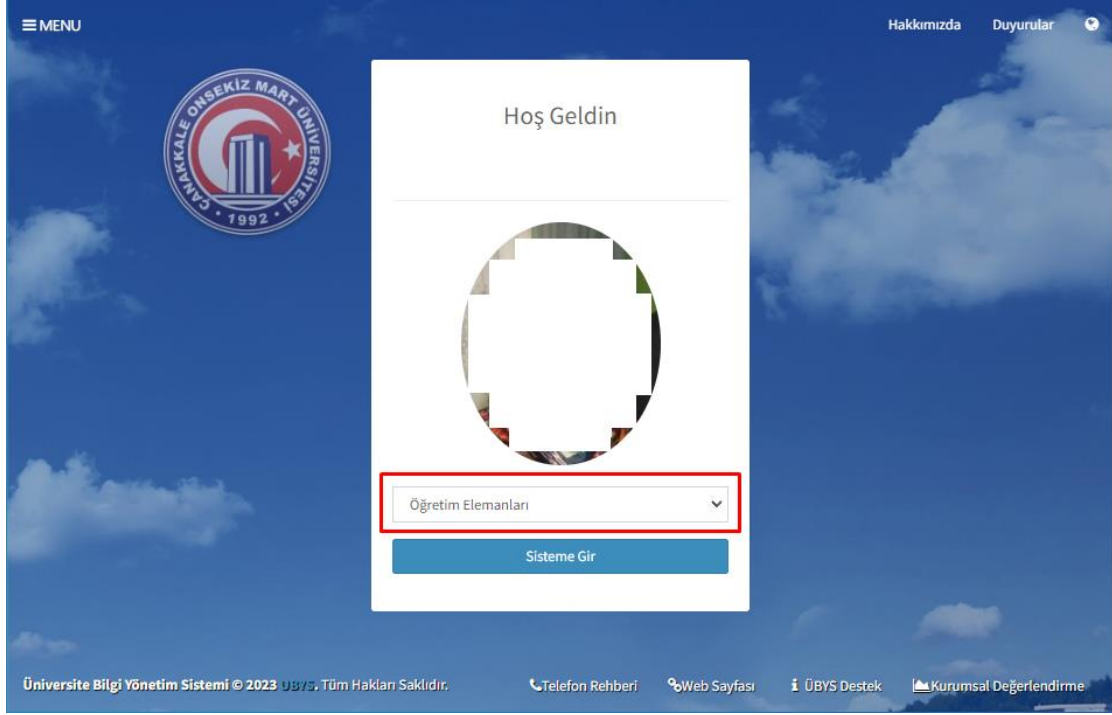 MENU
Hakkımızda
Duyurular
ÇANAKKALE ONSEKİZ MART ÜNİVERSİTESİ
1992
Hoş Geldin
Öğretim Elemanları
Sisteme Gir
Üniversite Bilgi Yönetim Sistemi © 2023 UBYS. Tüm Hakları Saklıdır.
Telefon Rehberi
Web Sayfası
ÜBYS Destek
Kurumsal Değerlendirme